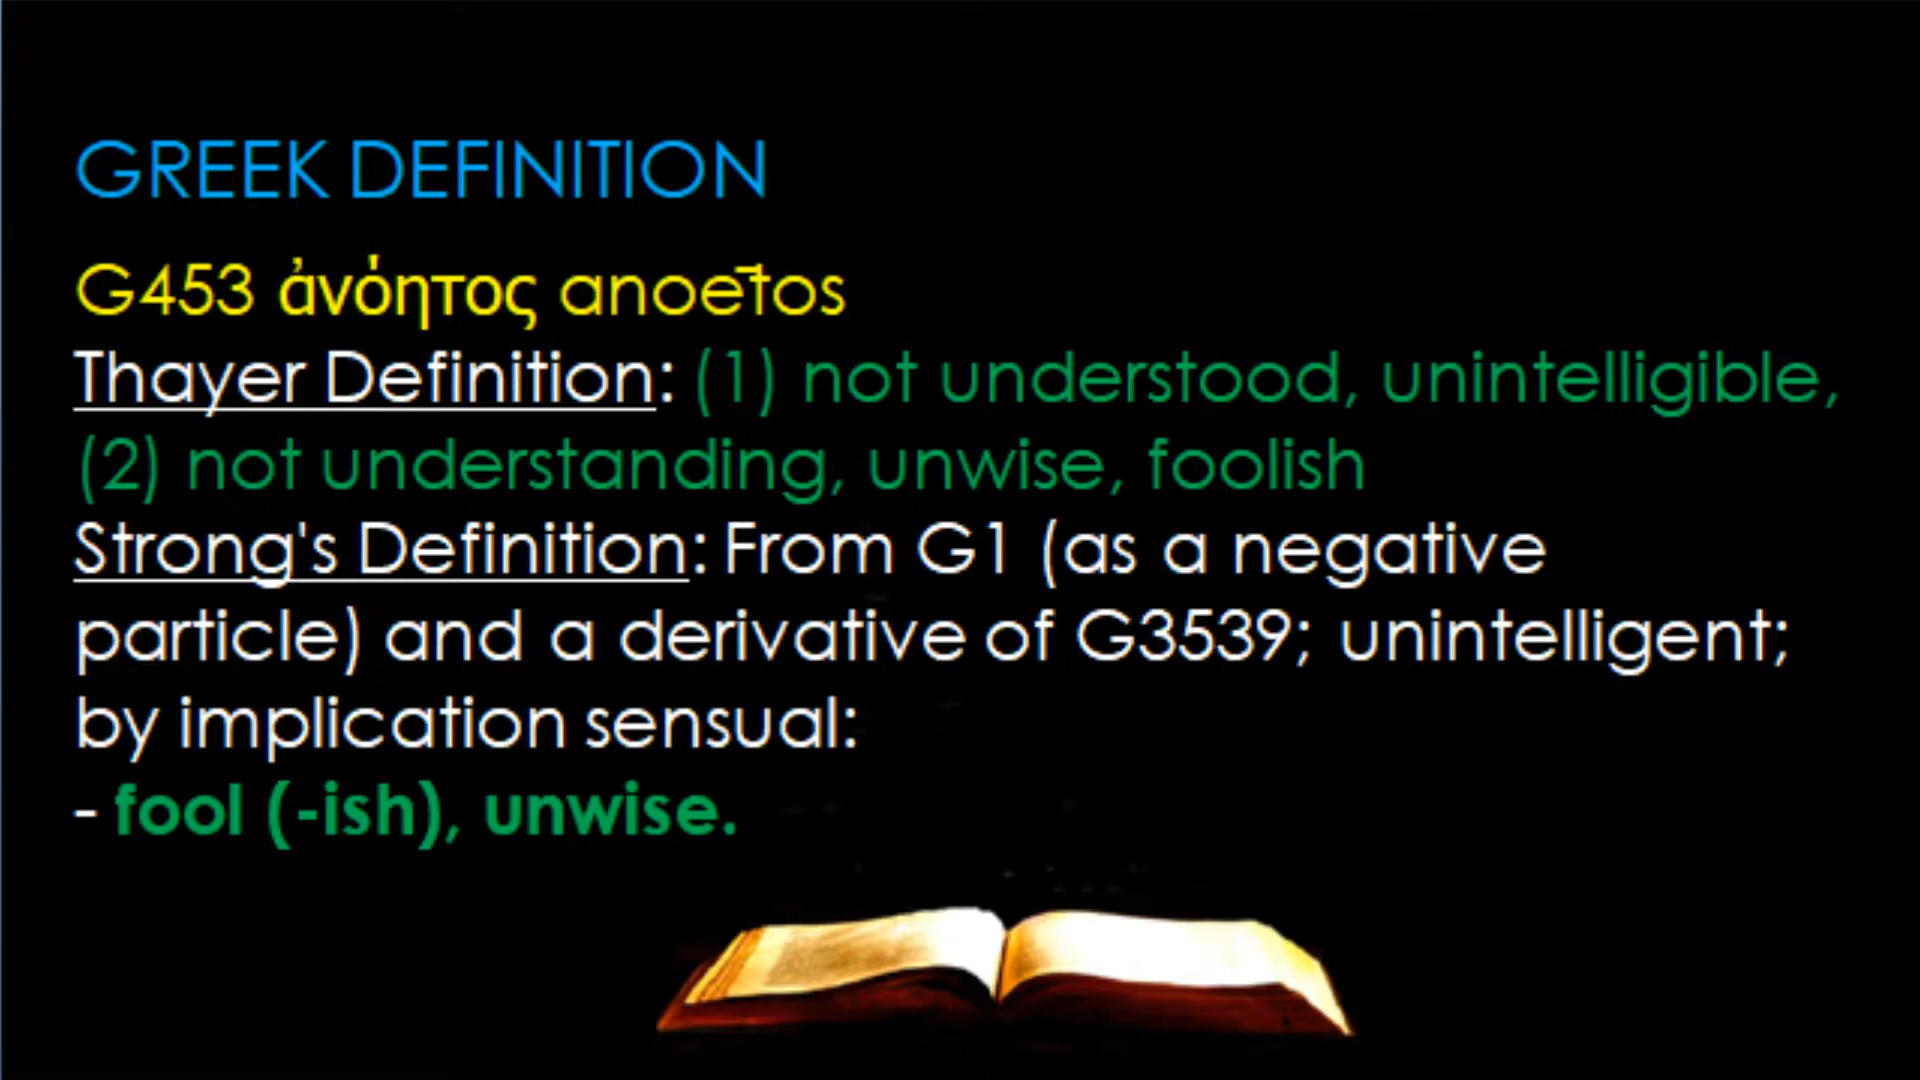 GREEK DEFINITION
G453 ἀνόητος anoētos
Thayer Definition: (1) not understood, unintelligible,
(2) not understanding, unwise, foolish
Strong's Definition: From G1 (as a negative
particle) and a derivative of G3539; unintelligent;
by implication sensual:
- fool (-ish), unwise.